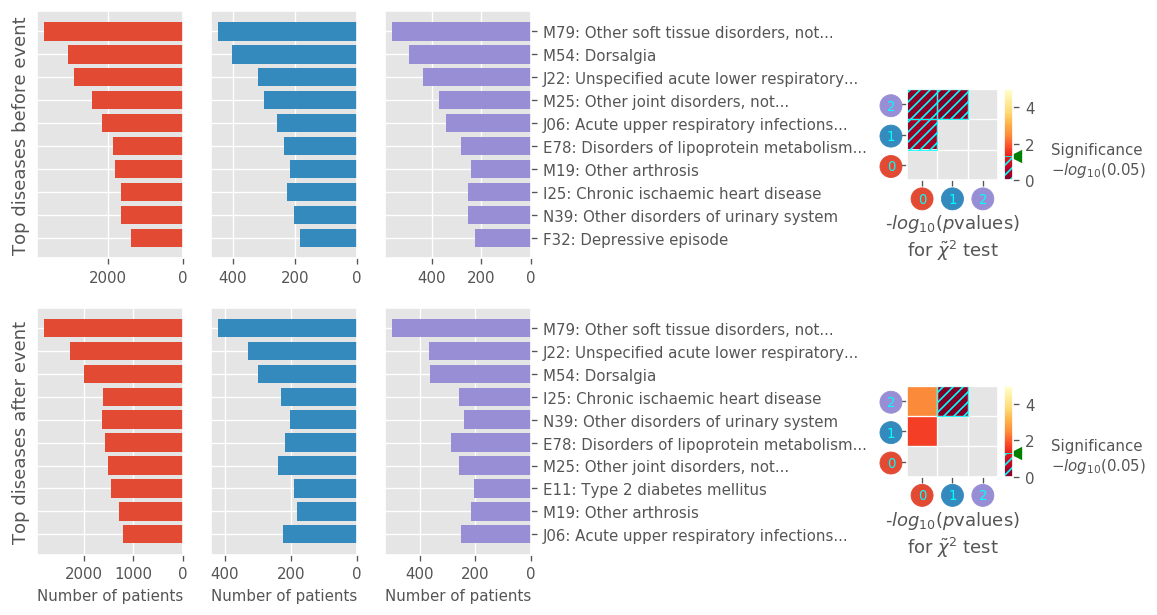 Top diseases before event
M79: Other soft tissue disorders, not...
M54: Dorsalgia
J22: Unspecified acute lower respiratory...
M25: Other joint disorders, not...
J06: Acute upper respiratory infections...
E78: Disorders of lipoprotein metabolism...
M19: Other arthrosis
I25: Chronic ischaemic heart disease
N39: Other disorders of urinary system
F32: Depressive episode
2000 0
400 200 0
400 200 0
2
1
0
0 1 2
4
2
0
Significance
−log₁₀(0.05)
-log₁₀(pvalues)
for χ̃² test
Top diseases after event
M79: Other soft tissue disorders, not...
J22: Unspecified acute lower respiratory...
M54: Dorsalgia
I25: Chronic ischaemic heart disease
N39: Other disorders of urinary system
E78: Disorders of lipoprotein metabolism...
M25: Other joint disorders, not...
E11: Type 2 diabetes mellitus
M19: Other arthrosis
J06: Acute upper respiratory infections...
2000 1000 0
400 200 0
400 200 0
Number of patients
Number of patients
Number of patients
2
1
0
0 1 2
4
2
0
Significance
−log₁₀(0.05)
-log₁₀(pvalues)
for χ̃² test